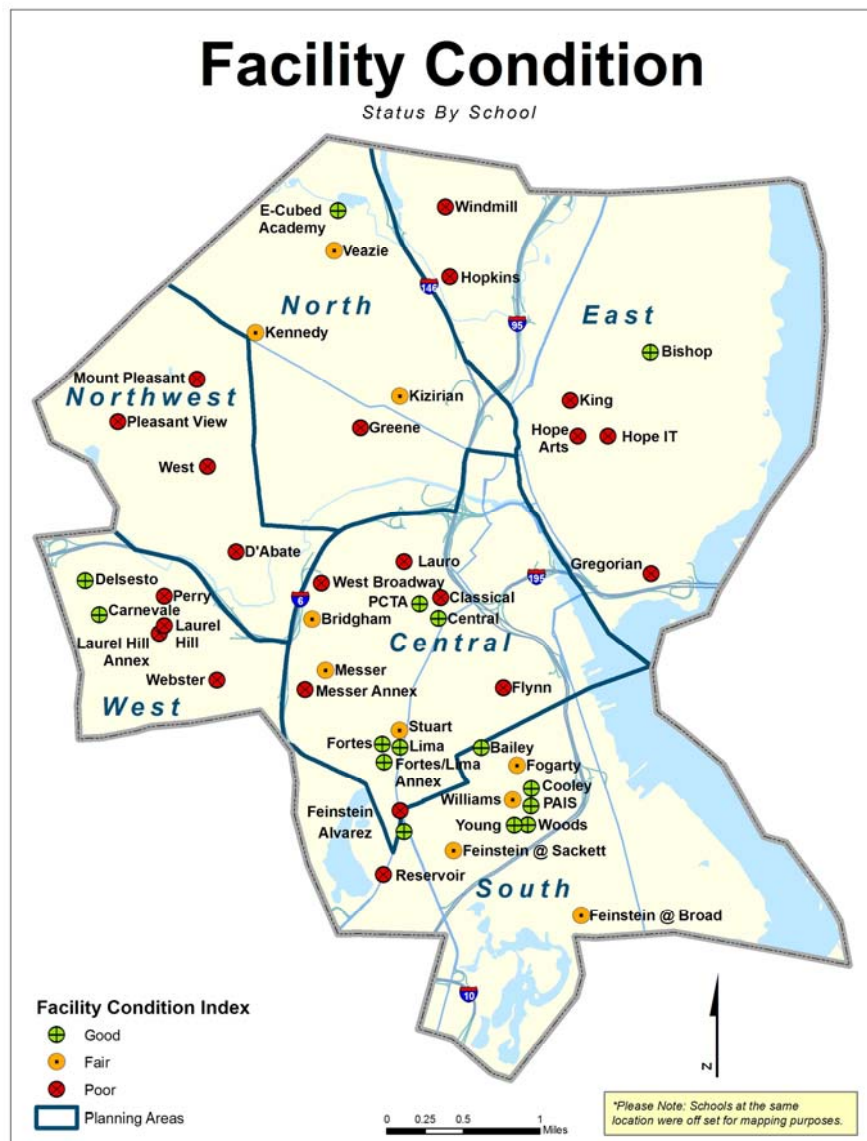 Facility Condition
Status By School
E-Cubed
Academy
Windmill
Veazie
Hopkins
146
North
95
East
Kennedy
Bishop
Mount Pleasant
Northwest
Kizirian
King
Pleasant View
Greene
Hope
Arts
Hope IT
West
D'Abate
Lauro
Gregorian
195
Delsesto
Perry
West Broadway
Classical
6
PCTA
Carnevale
Bridgham
Central
Laurel
Hill
Laurel Hill
Annex
Central
Messer
Webster
Messer Annex
Flynn
West
Stuart
Fortes
Lima
Bailey
Fortes/Lima
Annex
Fogarty
Cooley
Williams
PAIS
Feinstein
Alvarez
Young
Woods
Feinstein @ Sackett
Reservoir
South
Feinstein @ Broad
10
Facility Condition Index
Good
Fair
Poor
Planning Areas
0 0.25 0.5 1
Miles
N
*Please Note: Schools at the same
location were off set for mapping purposes.